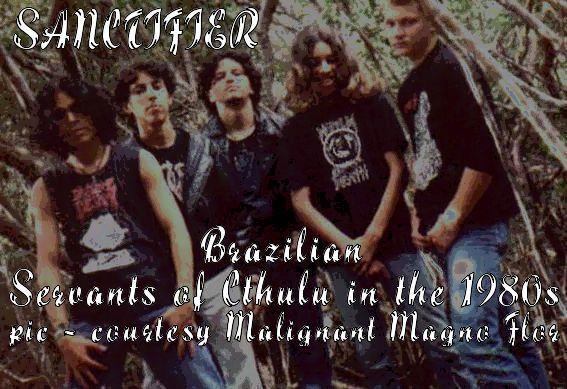 SANCTIFIER
Brazilian
Servants of Cthulu in the 1980s
pic - courtesy Malignant Magno Flor